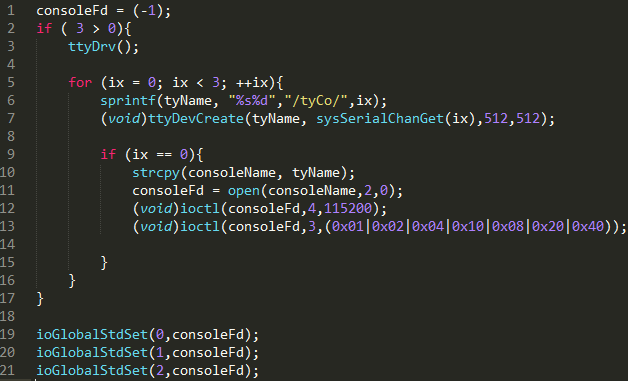 1 consoleFd = (-1);
2 if ( 3 > 0){
3 ttyDrv();
4
5 for (ix = 0; ix < 3; ++ix){
6 sprintf(tyName, "%s%d","/tyCo/",ix);
7 (void)ttyDevCreate(tyName, sysSerialChanGet(ix),512,512);
8
9 if (ix == 0){
10 strcpy(consoleName, tyName);
11 consoleFd = open(consoleName,2,0);
12 (void)ioctl(consoleFd,4,115200);
13 (void)ioctl(consoleFd,3,(0x01|0x02|0x04|0x10|0x08|0x20|0x40));
14
15 }
16 }
17 }
18
19 ioGlobalStdSet(0,consoleFd);
20 ioGlobalStdSet(1,consoleFd);
21 ioGlobalStdSet(2,consoleFd);